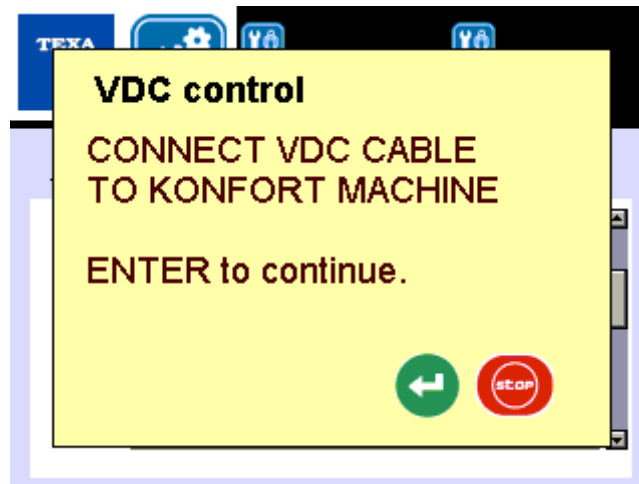 TEXA
VDC control
CONNECT VDC CABLE
TO KONFORT MACHINE
ENTER to continue.
stop